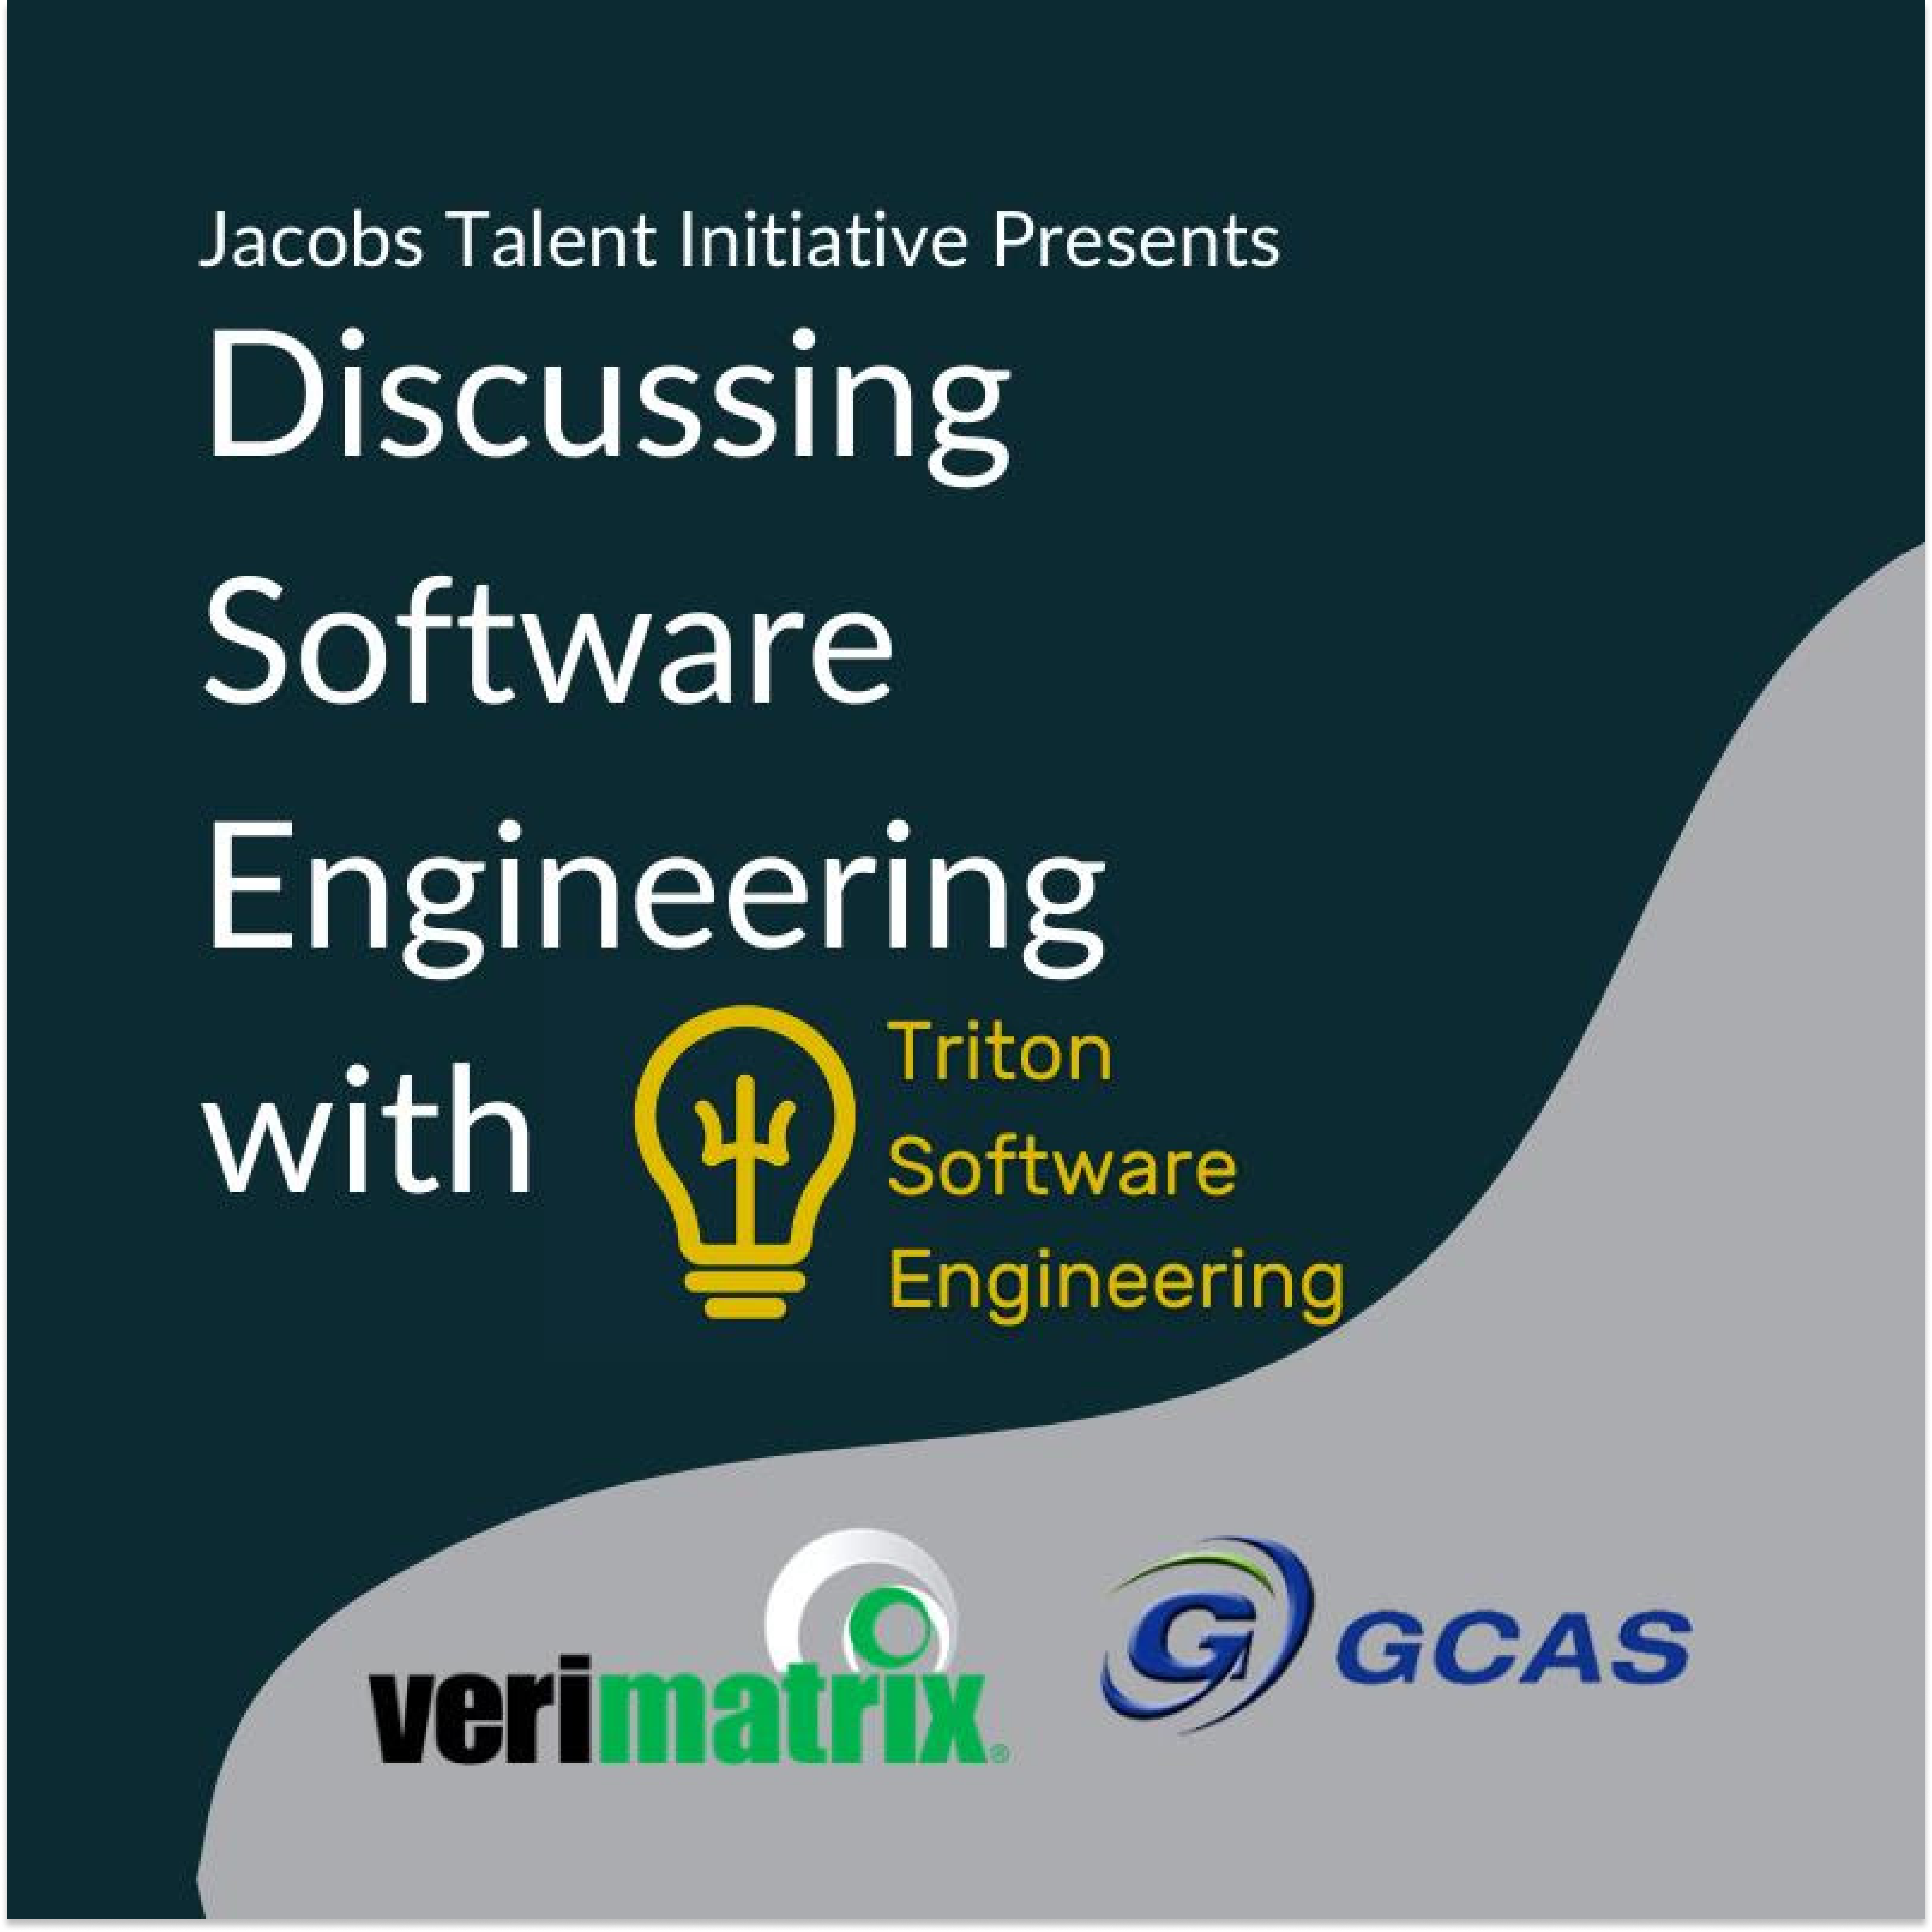 Jacobs Talent Initiative Presents
Discussing
Software
Engineering
with
Triton
Software
Engineering
verimatrix®
G GCAS